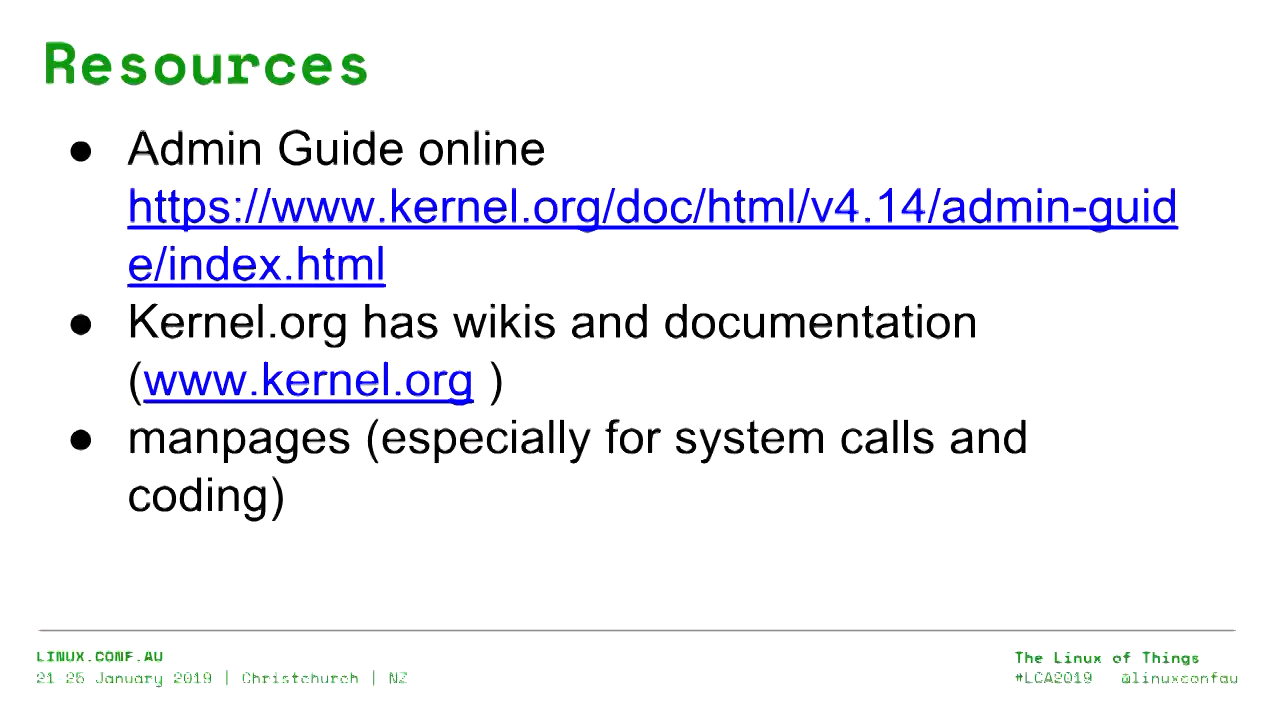 Resources
● Admin Guide online
https://www.kernel.org/doc/html/v4.14/admin-guid
e/index.html
● Kernel.org has wikis and documentation
(www.kernel.org )
● manpages (especially for system calls and
coding)
LINUX.CONF.AU
21-25 January 2019 | Christchurch | NZ
The Linux of Things
#LCA2019 @linuxconfau